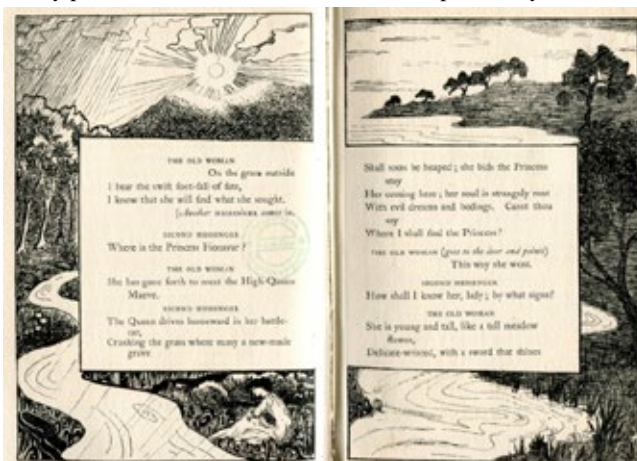 THE OLD WOMAN
On the grass outside
I hear the swift foot-fall of fate,
I know that she will find what she sought.
[Another MESSENGER comes in.
SECOND MESSENGER
Where is the Princess Fionavar?
THE OLD WOMAN
She has gone forth to meet the High-Queen
Maeve.
SECOND MESSENGER
The Queen drives homeward in her battle-
car,
Crushing the grass where many a new-made
grave
Shall soon be heaped; she bids the Princess
stay
Her coming here; her soul is strangely
With evil dreams and bodings. Canst thou
say
Where I shall find the Princess?
THE OLD WOMAN (goes to the door and points)
This way she went.
SECOND MESSENGER
How shall I know her, lady; by what signs?
THE OLD WOMAN
She is young and tall, like a tall meadow
flower,
Delicate-wristed, with a sword that shines